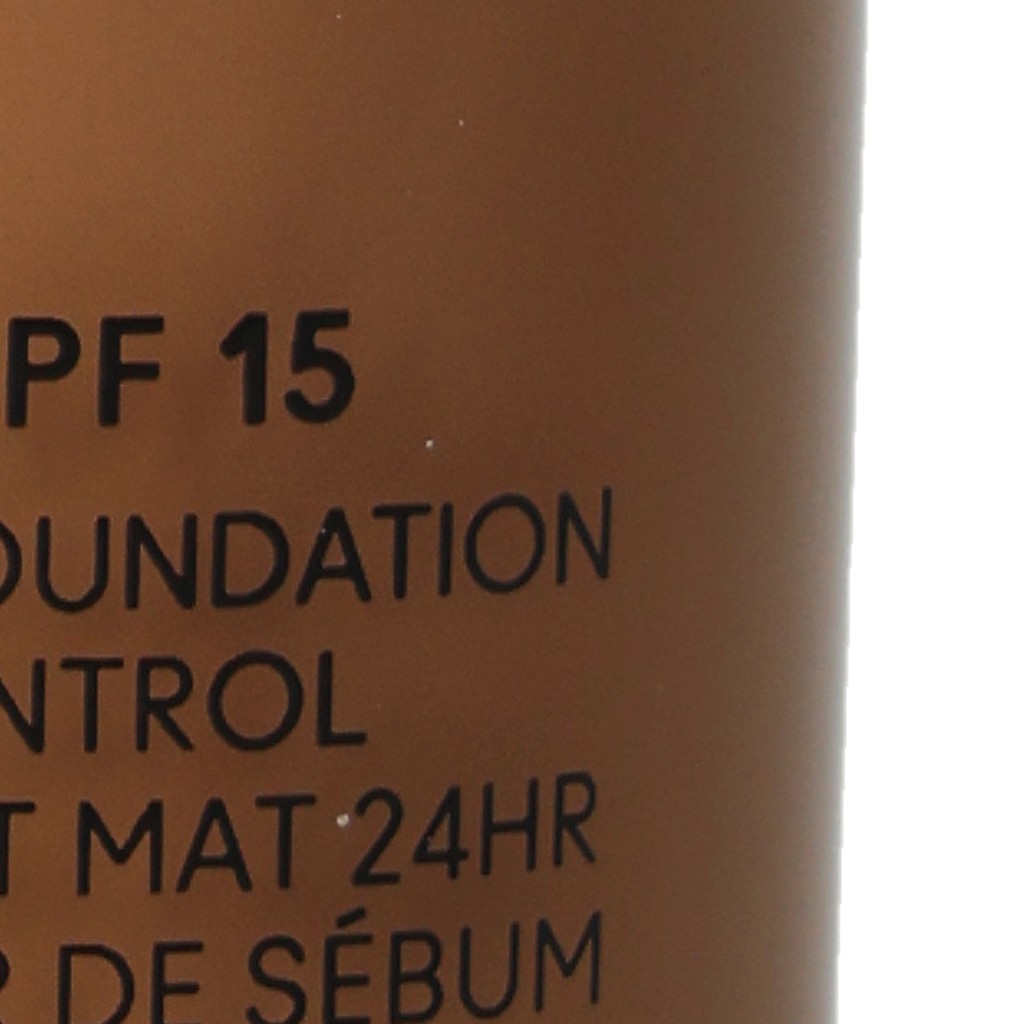 PF 15
OUNDATION
NTROL
T MAT 24HR
R DE SÉBUM